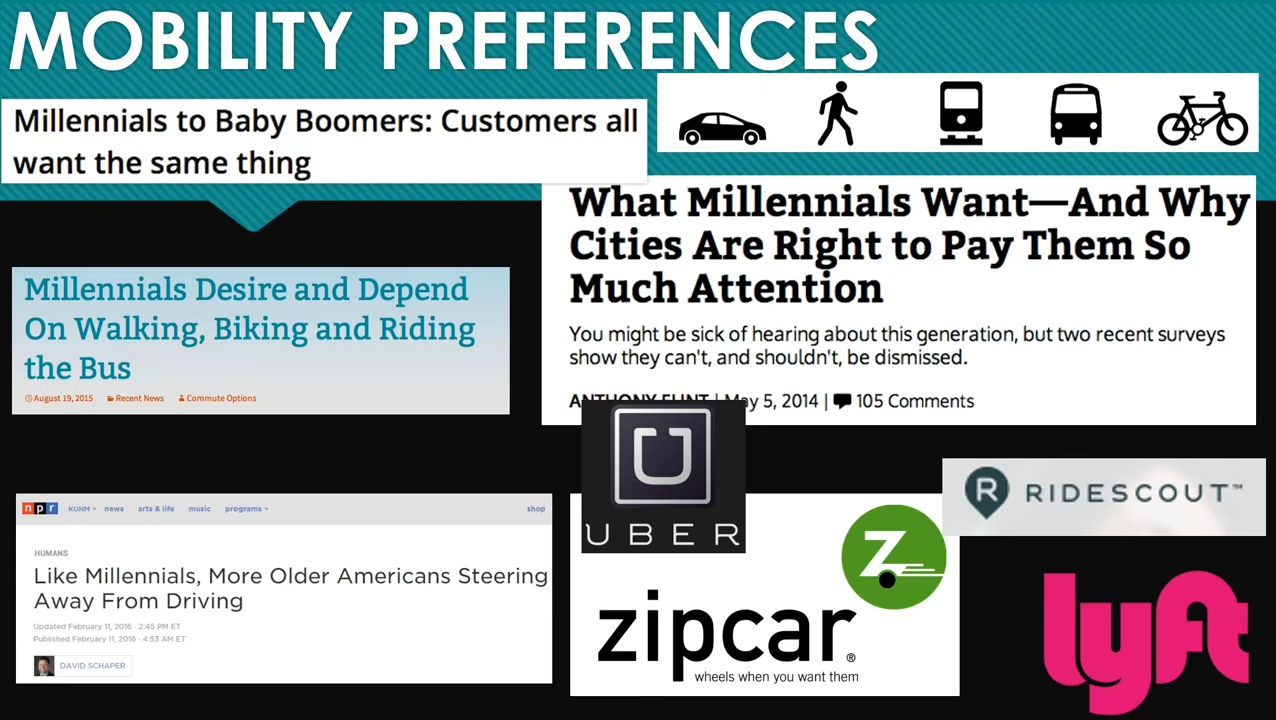 MOBILITY PREFERENCES
Millennials to Baby Boomers: Customers all
want the same thing
What Millennials Want—And Why
Cities Are Right to Pay Them So
Much Attention
You might be sick of hearing about this generation, but two recent surveys
show they can't, and shouldn't, be dismissed.
ANTHONY FLINT | May 5, 2014 | 105 Comments
Millennials Desire and Depend
On Walking, Biking and Riding
the Bus
August 19, 2015 Recent News Commute Options
U
UBER
R RIDESCOUT™
npr KUNM news arts & life music programs shop
HUMANS
Like Millennials, More Older Americans Steering
Away From Driving
Updated February 11, 2016 · 2:45 PM ET
Published February 11, 2016 · 4:53 AM ET
DAVID SCHAPER
Z
zipcar®
wheels when you want them
lyft